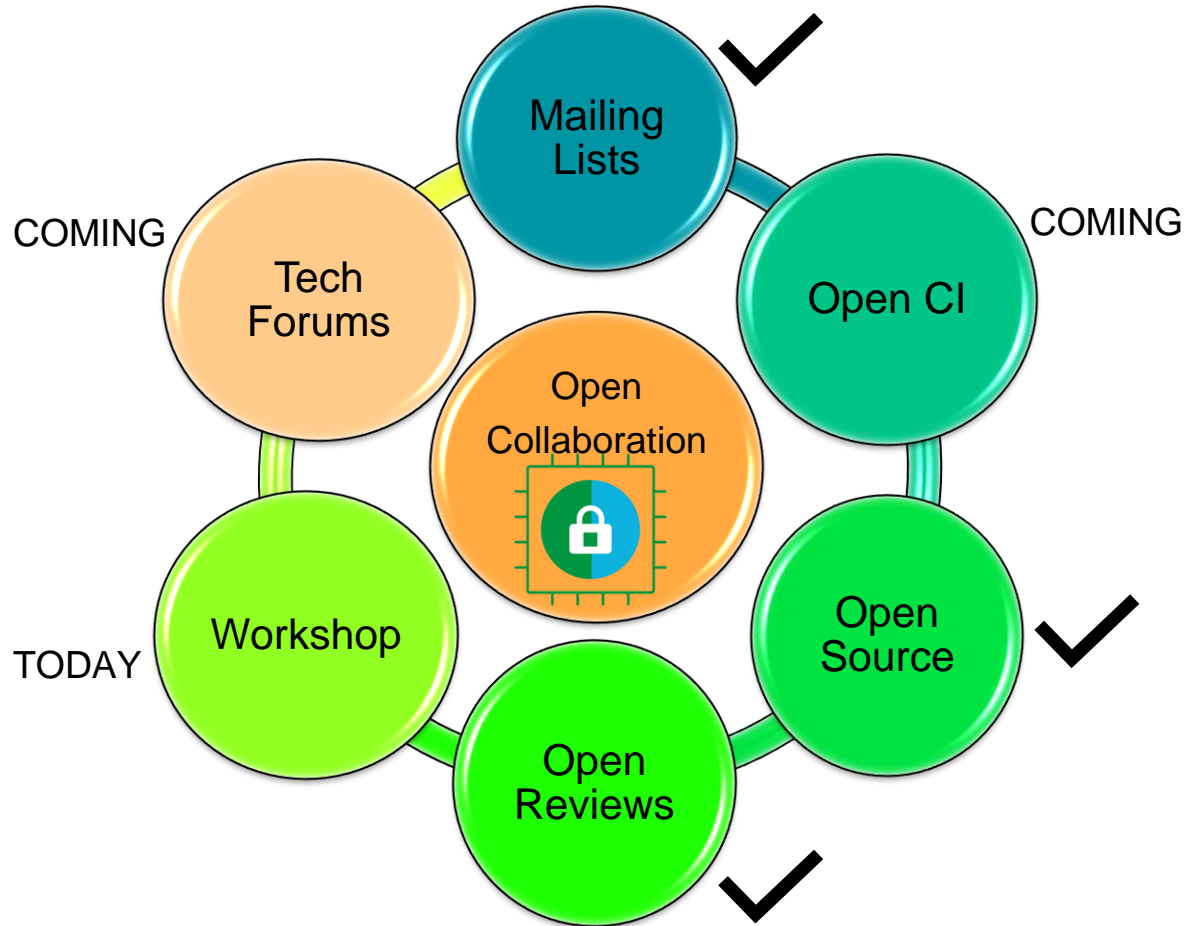 Mailing
Lists
COMING
Tech
Forums
Open CI
COMING
Open
Collaboration
Workshop
TODAY
Open
Source
Open
Reviews